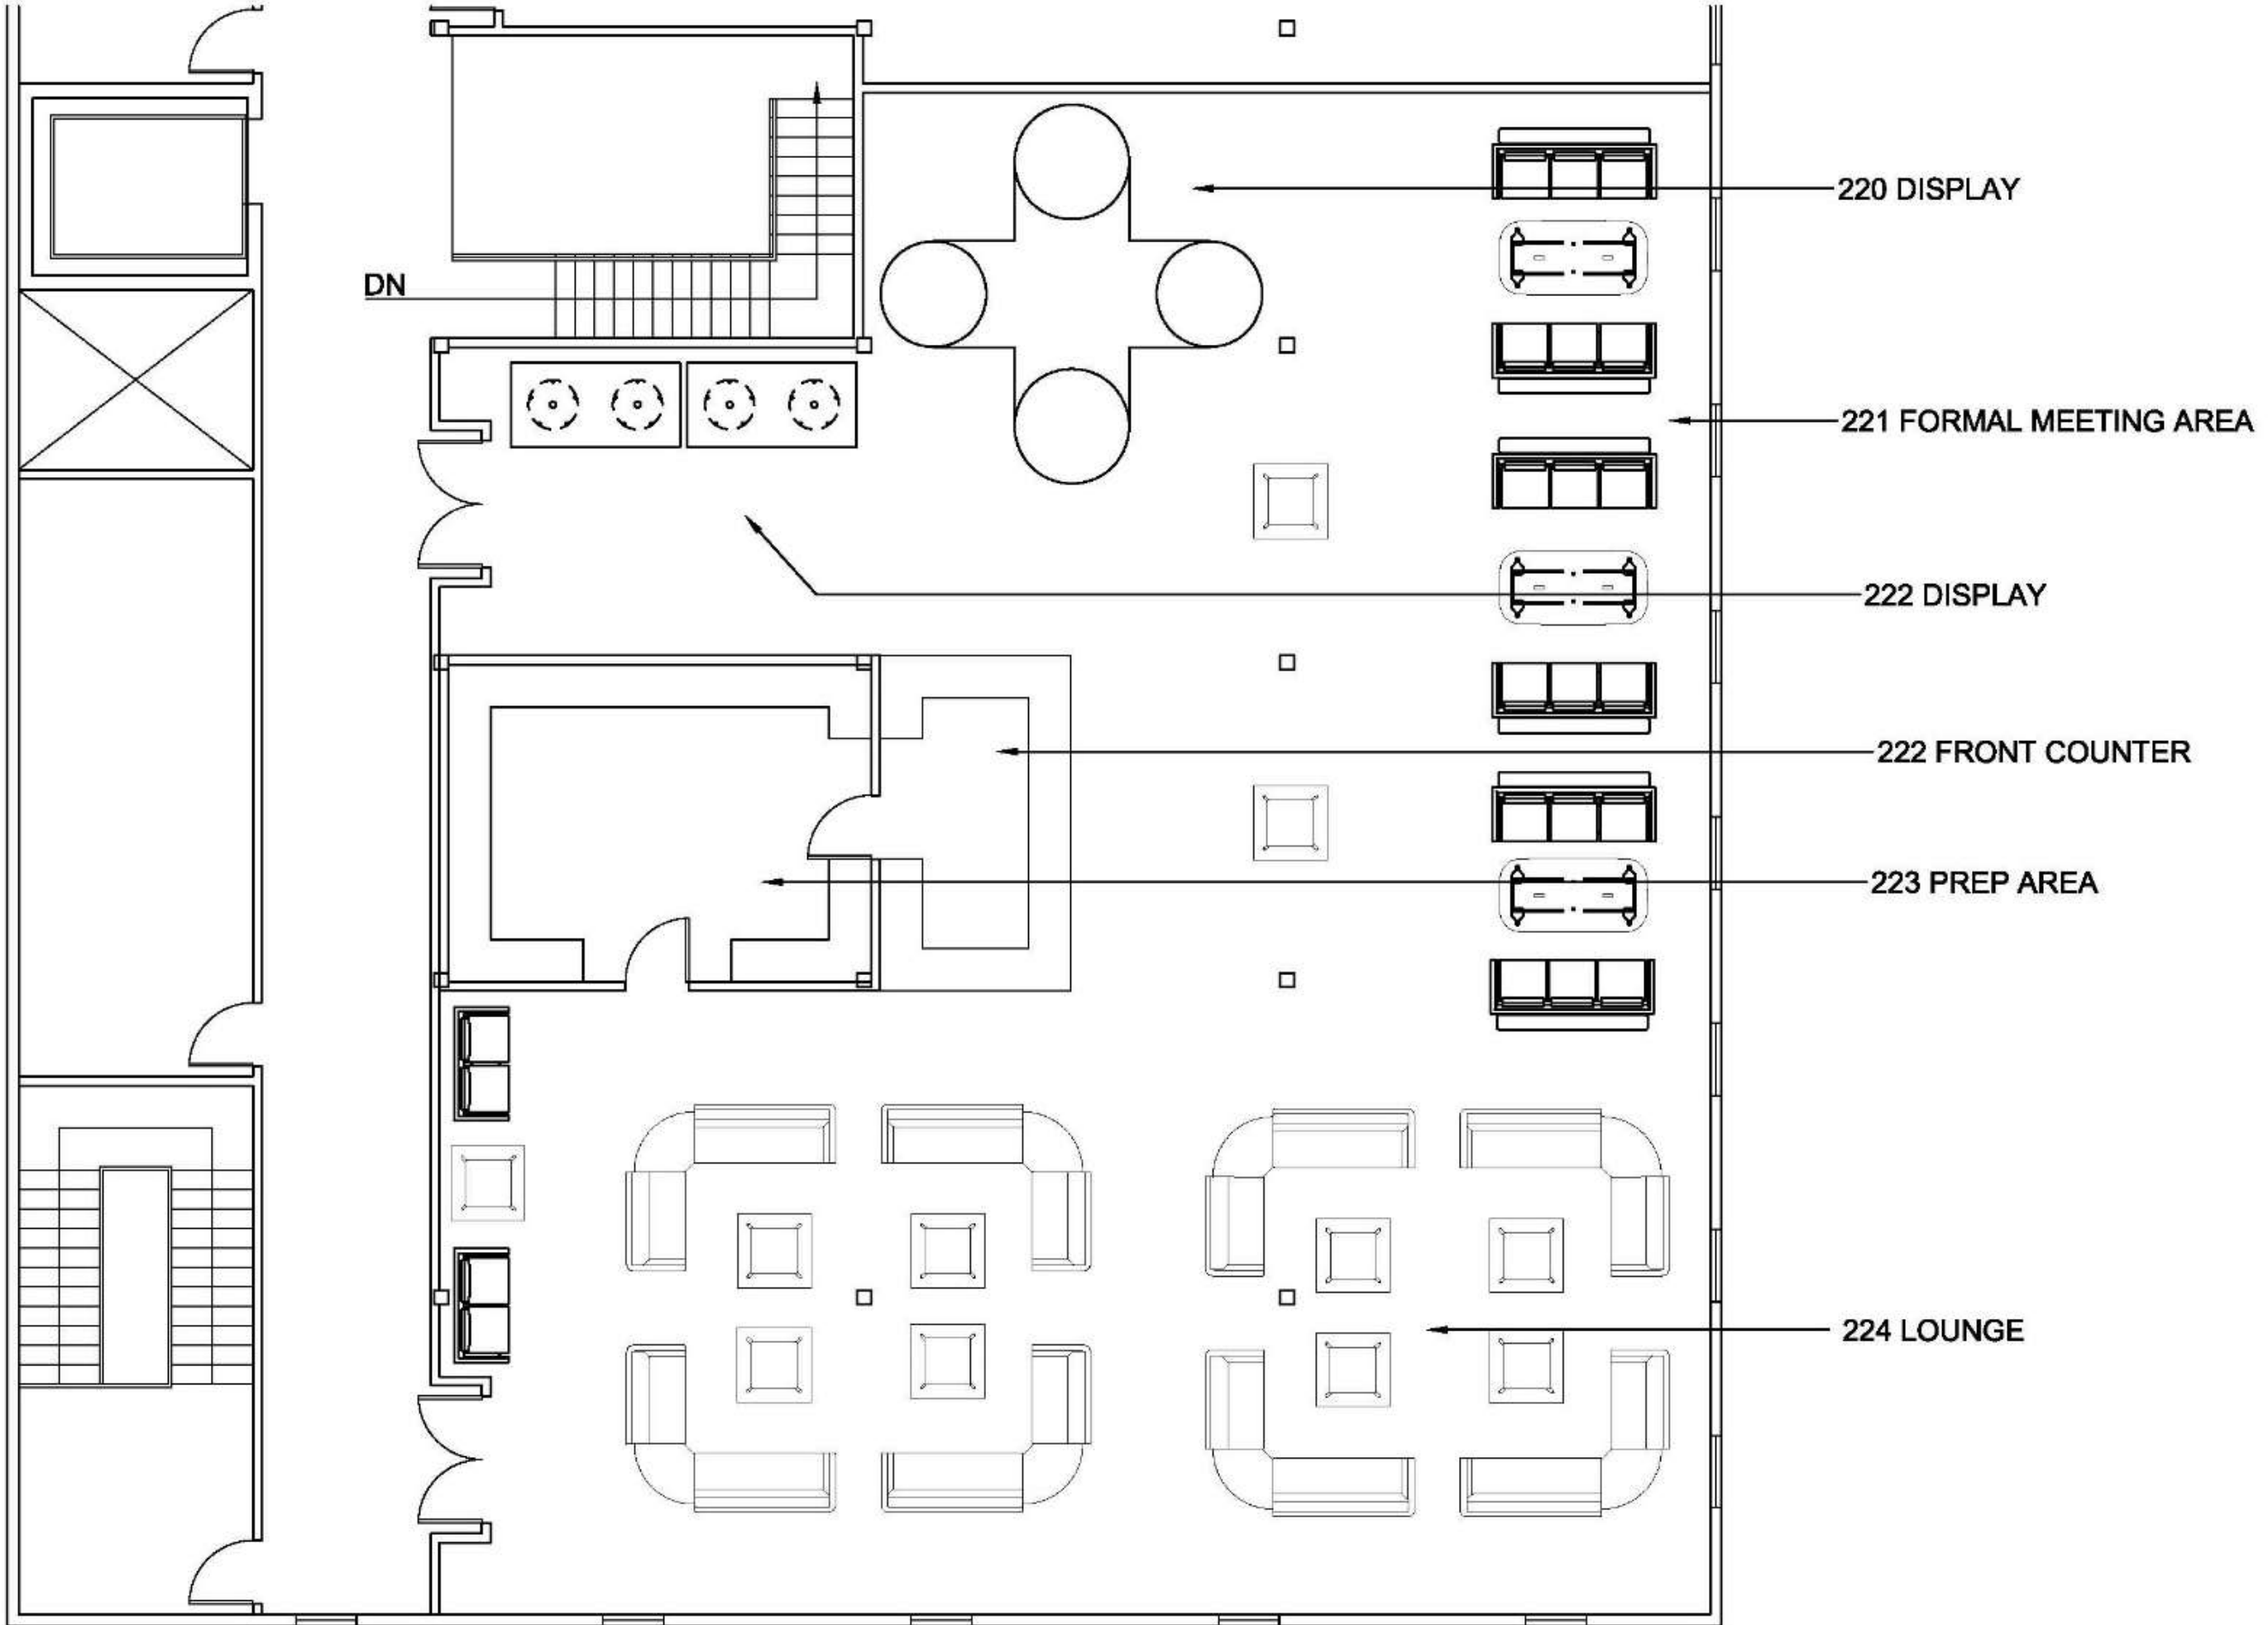 220 DISPLAY
DN
221 FORMAL MEETING AREA
222 DISPLAY
222 FRONT COUNTER
223 PREP AREA
224 LOUNGE